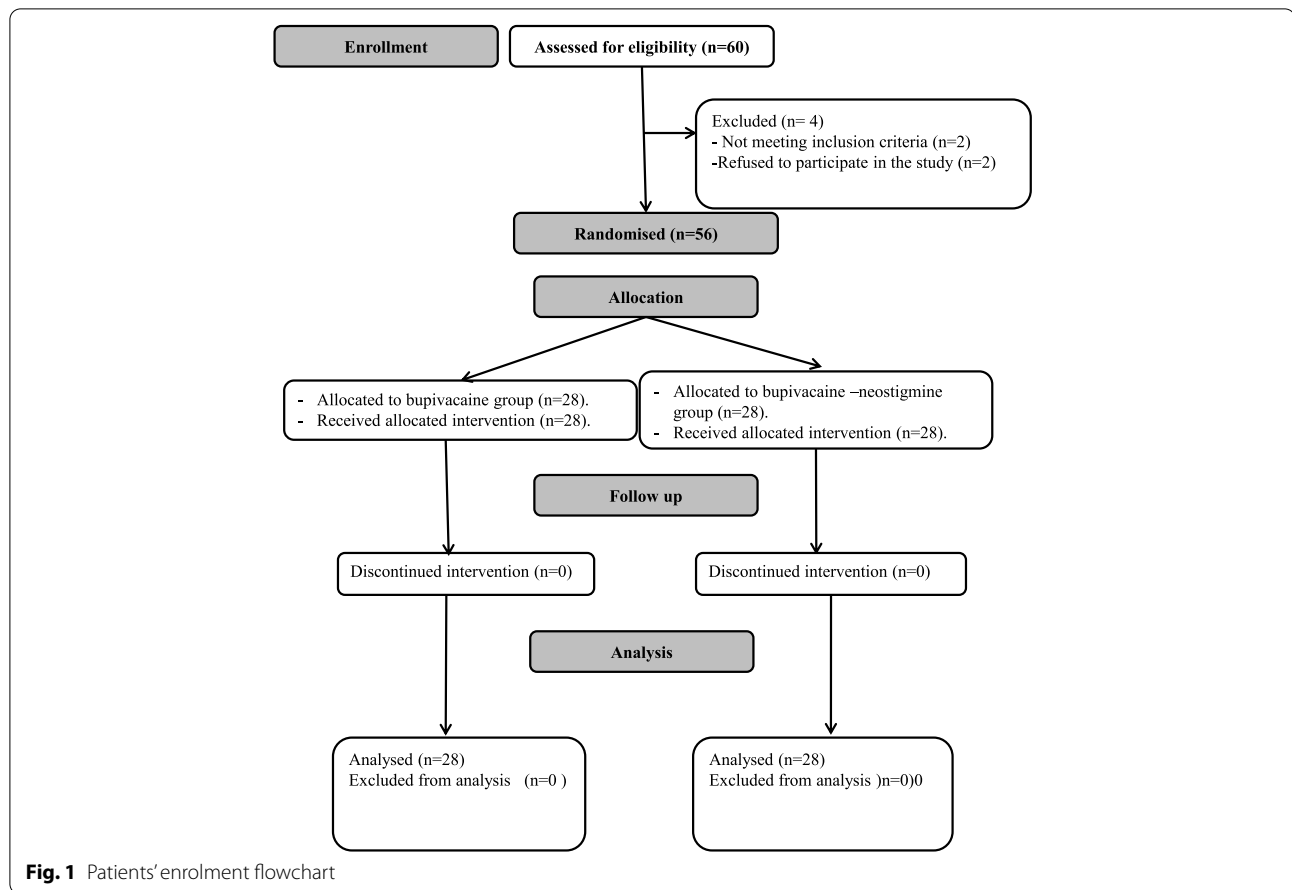 Enrollment
Assessed for eligibility (n=60)
Excluded (n= 4)
- Not meeting inclusion criteria (n=2)
-Refused to participate in the study (n=2)
Randomised (n=56)
Allocation
- Allocated to bupivacaine group (n=28).
- Received allocated intervention (n=28).
- Allocated to bupivacaine –neostigmine
group (n=28).
- Received allocated intervention (n=28).
Follow up
Discontinued intervention (n=0)
Discontinued intervention (n=0)
Analysis
Analysed (n=28)
Excluded from analysis (n=0 )
Analysed (n=28)
Excluded from analysis )n=0)0
Fig. 1 Patients’ enrolment flowchart